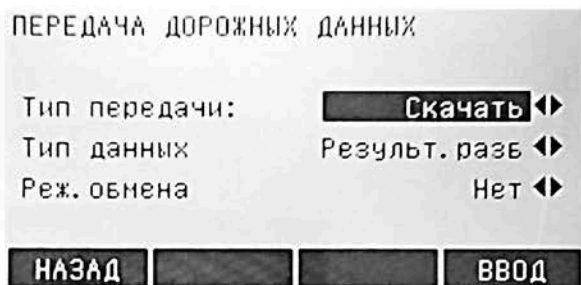 ПЕРЕДАЧА ДОРОЖНЫХ ДАННЫХ
Тип передачи: Скачать
Тип данных Результ.разб
Реж.обмена Нет
НАЗАД ВВОД